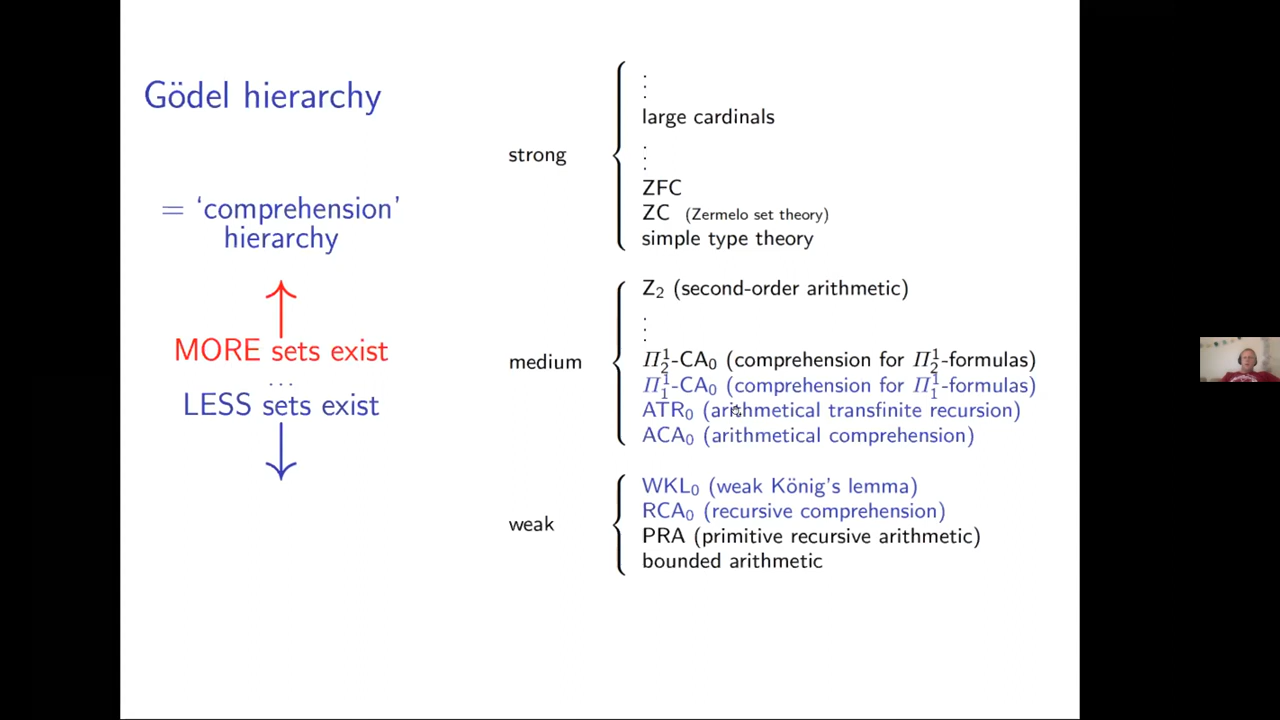 Gödel hierarchy
= ‘comprehension’
hierarchy
MORE sets exist
...
LESS sets exist
strong
⋮
large cardinals
⋮
ZFC
ZC (Zermelo set theory)
simple type theory
medium
Z₂ (second-order arithmetic)
⋮
Π¹₂-CA₀ (comprehension for Π¹₂-formulas)
Π¹₁-CA₀ (comprehension for Π¹₁-formulas)
ATR₀ (arithmetical transfinite recursion)
ACA₀ (arithmetical comprehension)
weak
WKL₀ (weak König’s lemma)
RCA₀ (recursive comprehension)
PRA (primitive recursive arithmetic)
bounded arithmetic